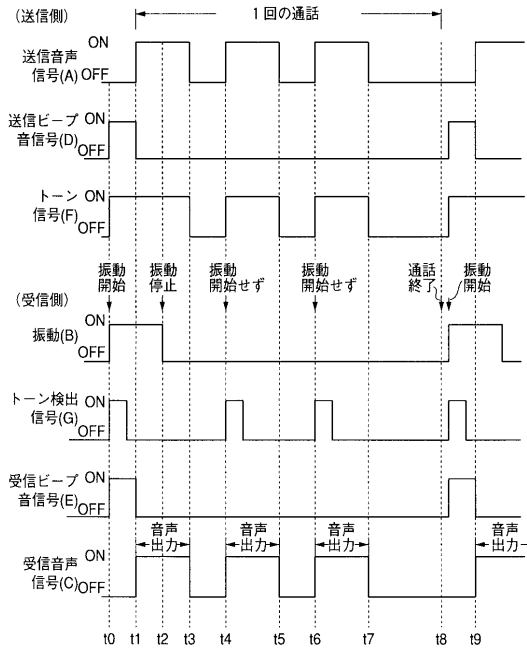 (送信側)
1回の通話
送信音声
信号(A)
ON
OFF
送信ビープ
音信号(D)
ON
OFF
トーン
信号(F)
ON
OFF
振動
開始
振動
停止
振動
開始せず
振動
開始せず
通話
終了
振動
開始
(受信側)
振動(B)
ON
OFF
トーン検出
信号(G)
ON
OFF
受信ビープ
音信号(E)
ON
OFF
音声
出力
音声
出力
音声
出力
音声
出力
受信音声
信号(C)
ON
OFF
t0 t1 t2 t3 t4 t5 t6 t7 t8 t9